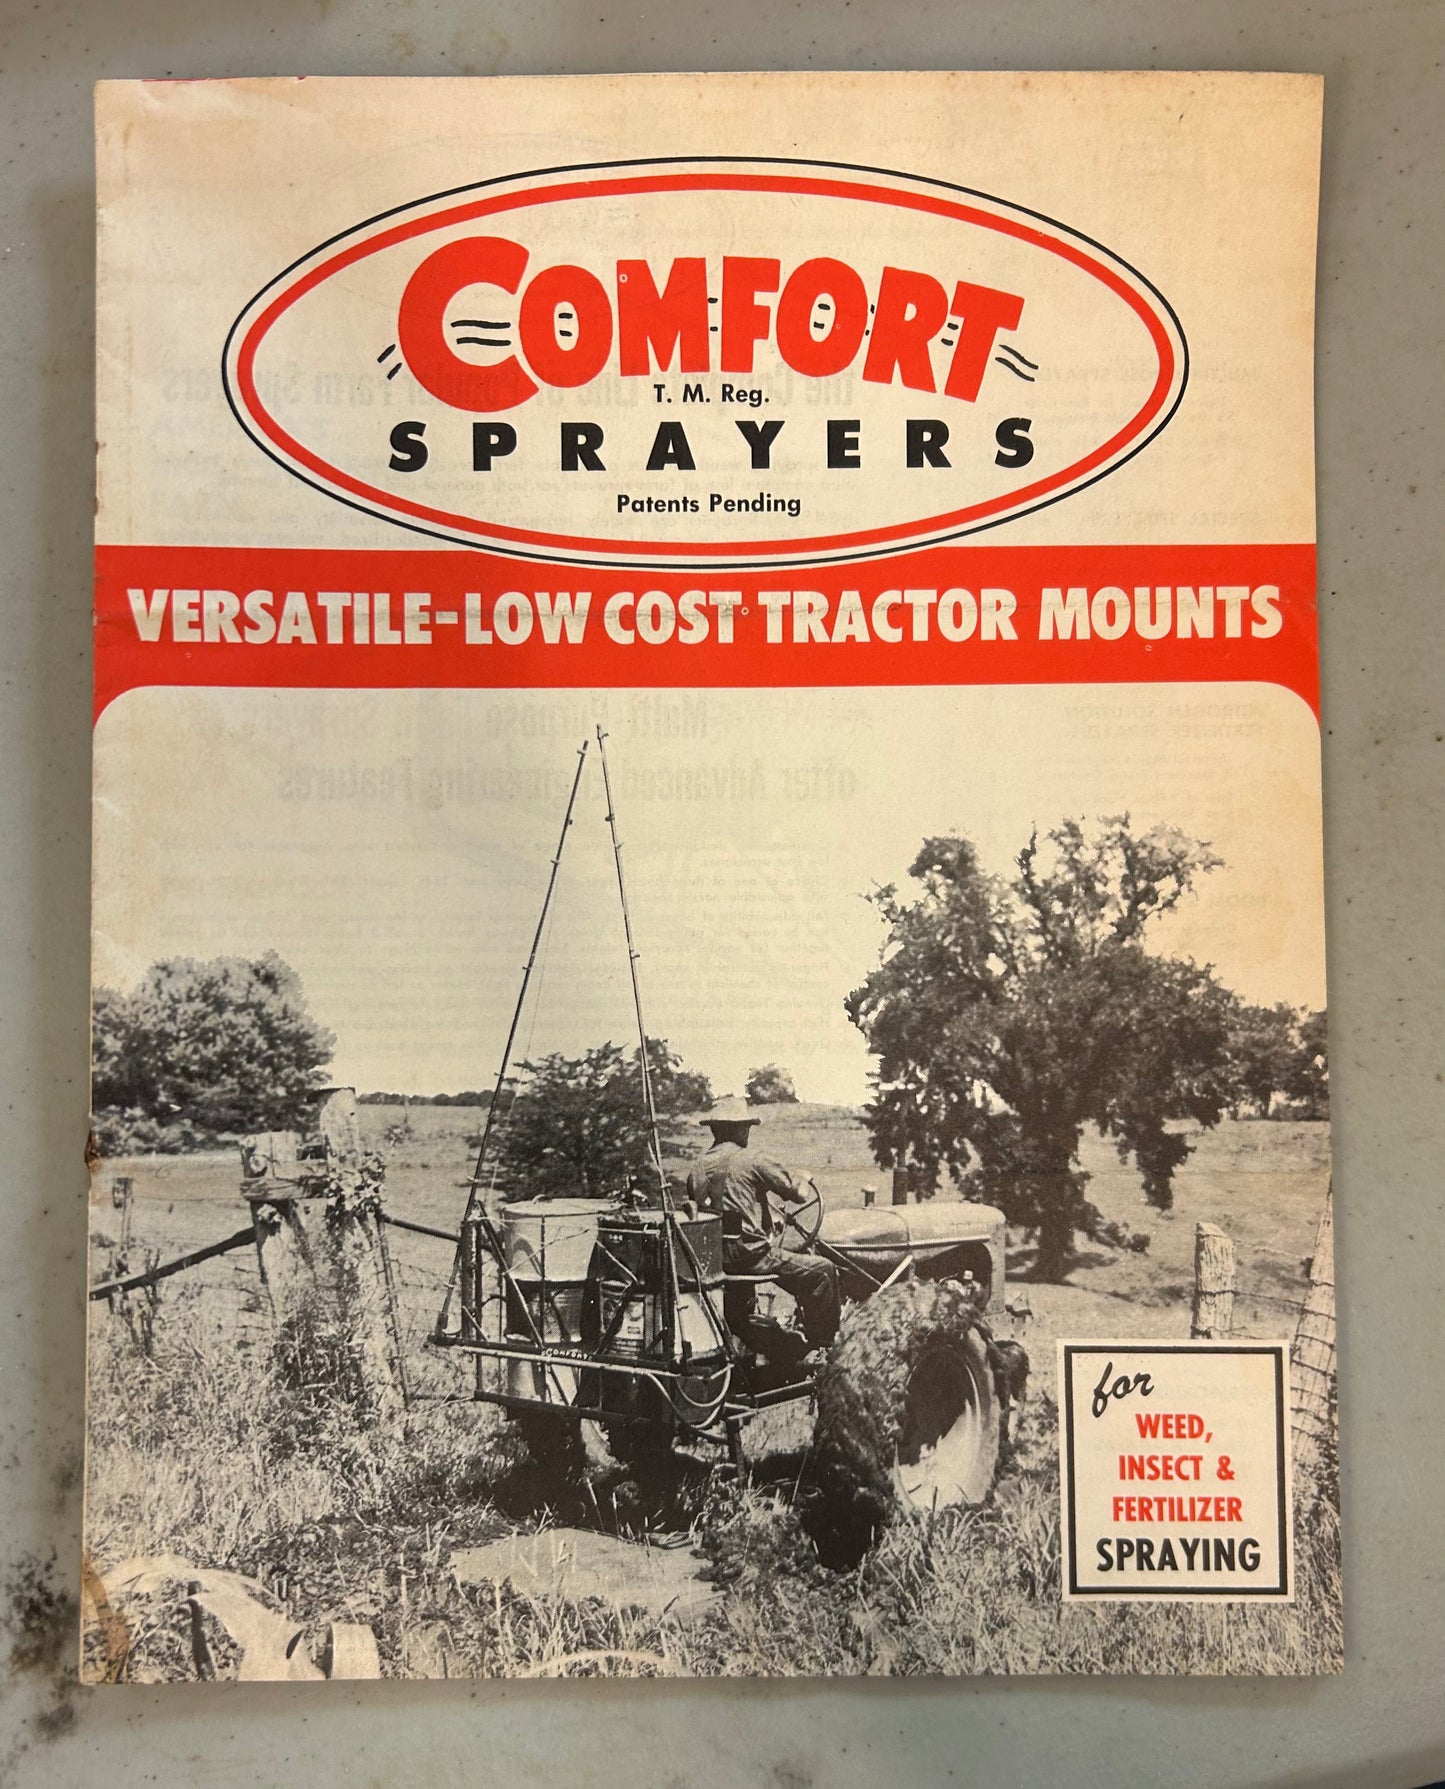 COMFORT
T. M. Reg.
SPRAYERS
Patents Pending
VERSATILE-LOW COST TRACTOR MOUNTS
COMFORT
for
WEED,
INSECT &
FERTILIZER
SPRAYING